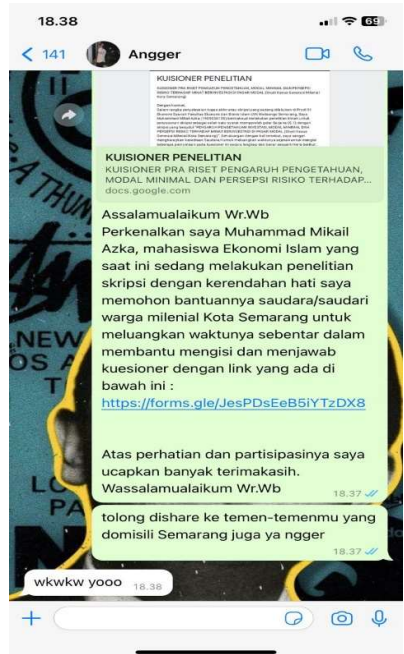 18.38
69
141
Angger
KUISIONER PENELITIAN
KUISIONER PENELITIAN
KUISIONER PRA RISET PENGARUH PENGETAHUAN,
MODAL MINIMAL DAN PERSEPSI RISIKO TERHADAP...
docs.google.com
Assalamualaikum Wr.Wb
Perkenalkan saya Muhammad Mikail
Azka, mahasiswa Ekonomi Islam yang
saat ini sedang melakukan penelitian
skripsi dengan kerendahan hati saya
memohon bantuannya saudara/saudari
warga milenial Kota Semarang untuk
meluangkan waktunya sebentar dalam
membantu mengisi dan menjawab
kuesioner dengan link yang ada di
bawah ini :
https://forms.gle/JesPDsEeB5iYTzDX8
Atas perhatian dan partisipasinya saya
ucapkan banyak terimakasih.
Wassalamualaikum Wr.Wb
18.37
tolong dishare ke temen-temenmu yang
domisili Semarang juga ya ngger
18.37
wkwkw yooo 18.38